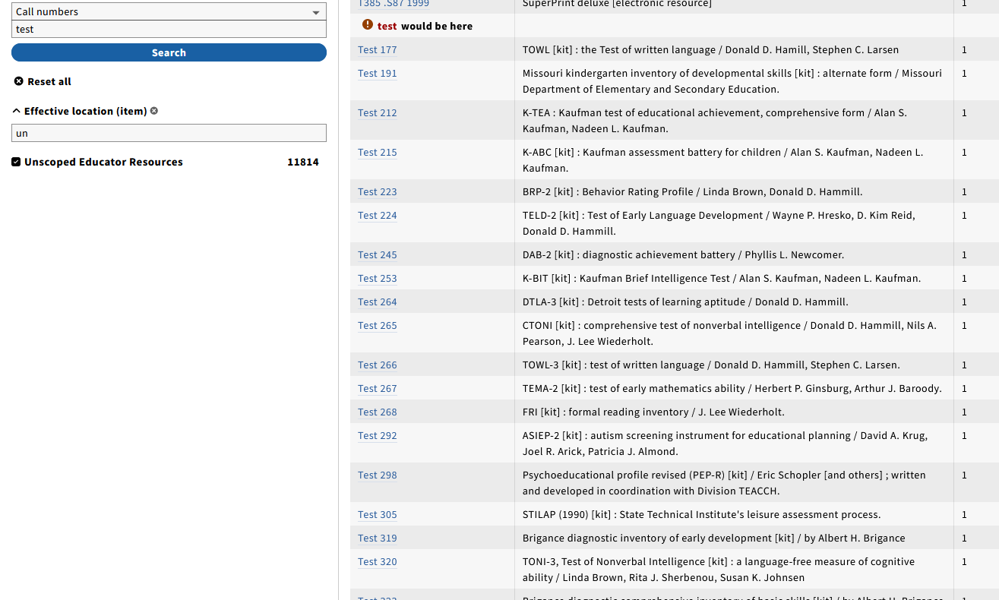 Call numbers
test
Search
Reset all
Effective location (item)
un
Unscoped Educator Resources 11814
T385 .S87 1999 SuperPrint deluxe [electronic resource] 1
test would be here
Test 177 TOWL [kit] : the Test of written language / Donald D. Hamill, Stephen C. Larsen 1
Test 191 Missouri kindergarten inventory of developmental skills [kit] : alternate form / Missouri 1
Department of Elementary and Secondary Education.
Test 212 K-TEA : Kaufman test of educational achievement, comprehensive form / Alan S. 1
Kaufman, Nadeen L. Kaufman.
Test 215 K-ABC [kit] : Kaufman assessment battery for children / Alan S. Kaufman, Nadeen L. 1
Kaufman.
Test 223 BRP-2 [kit] : Behavior Rating Profile / Linda Brown, Donald D. Hammill. 1
Test 224 TELD-2 [kit] : Test of Early Language Development / Wayne P. Hresko, D. Kim Reid, 1
Donald D. Hammill.
Test 245 DAB-2 [kit] : diagnostic achievement battery / Phyllis L. Newcomer. 1
Test 253 K-BIT [kit] : Kaufman Brief Intelligence Test / Alan S. Kaufman, Nadeen L. Kaufman. 1
Test 264 DTLA-3 [kit] : Detroit tests of learning aptitude / Donald D. Hammill. 1
Test 265 CTONI [kit] : comprehensive test of nonverbal intelligence / Donald D. Hammill, Nils A. 1
Pearson, J. Lee Wiederholt.
Test 266 TOWL-3 [kit] : test of written language / Donald D. Hammill, Stephen C. Larsen. 1
Test 267 TEMA-2 [kit] : test of early mathematics ability / Herbert P. Ginsburg, Arthur J. Baroody. 1
Test 268 FRI [kit] : formal reading inventory / J. Lee Wiederholt. 1
Test 292 ASIEP-2 [kit] : autism screening instrument for educational planning / David A. Krug, 1
Joel R. Arick, Patricia J. Almond.
Test 298 Psychoeducational profile revised (PEP-R) [kit] / Eric Schopler [and others] ; written 1
and developed in coordination with Division TEACCH.
Test 305 STILAP (1990) [kit] : State Technical Institute's leisure assessment process. 1
Test 319 Brigance diagnostic inventory of early development [kit] / by Albert H. Brigance 1
Test 320 TONI-3, Test of Nonverbal Intelligence [kit] : a language-free measure of cognitive 1
ability / Linda Brown, Rita J. Sherbenou, Susan K. Johnsen
Brigance diagnostic comprehensive inventory of basic skills [kit] / by Albert H. Brigance